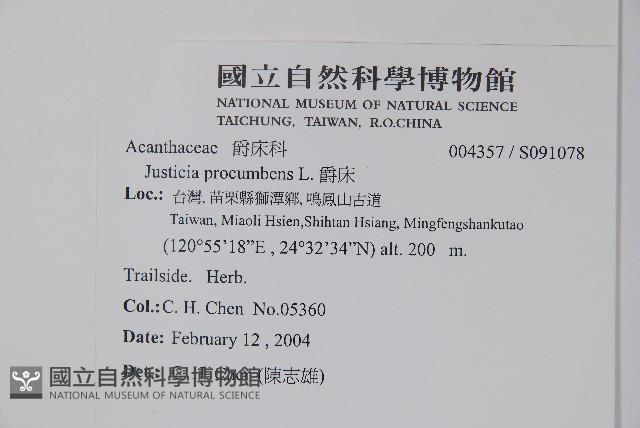 國立自然科學博物館
NATIONAL MUSEUM OF NATURAL SCIENCE
TAICHUNG, TAIWAN, R.O.CHINA
Acanthaceae 爵床科 004357 / S091078
Justicia procumbens L. 爵床
Loc.: 台灣, 苗栗縣獅潭鄉, 鳴鳳山古道
Taiwan, Miaoli Hsien,Shihtan Hsiang, Mingfengshankutao
(120°55'18”E , 24°32'34”N) alt. 200 m.
Trailside. Herb.
Col.: C. H. Chen No.05360
Date: February 12 , 2004
Det.: C. H. Chen (陳志雄)
國立自然科學博物館
NATIONAL MUSEUM OF NATURAL SCIENCE